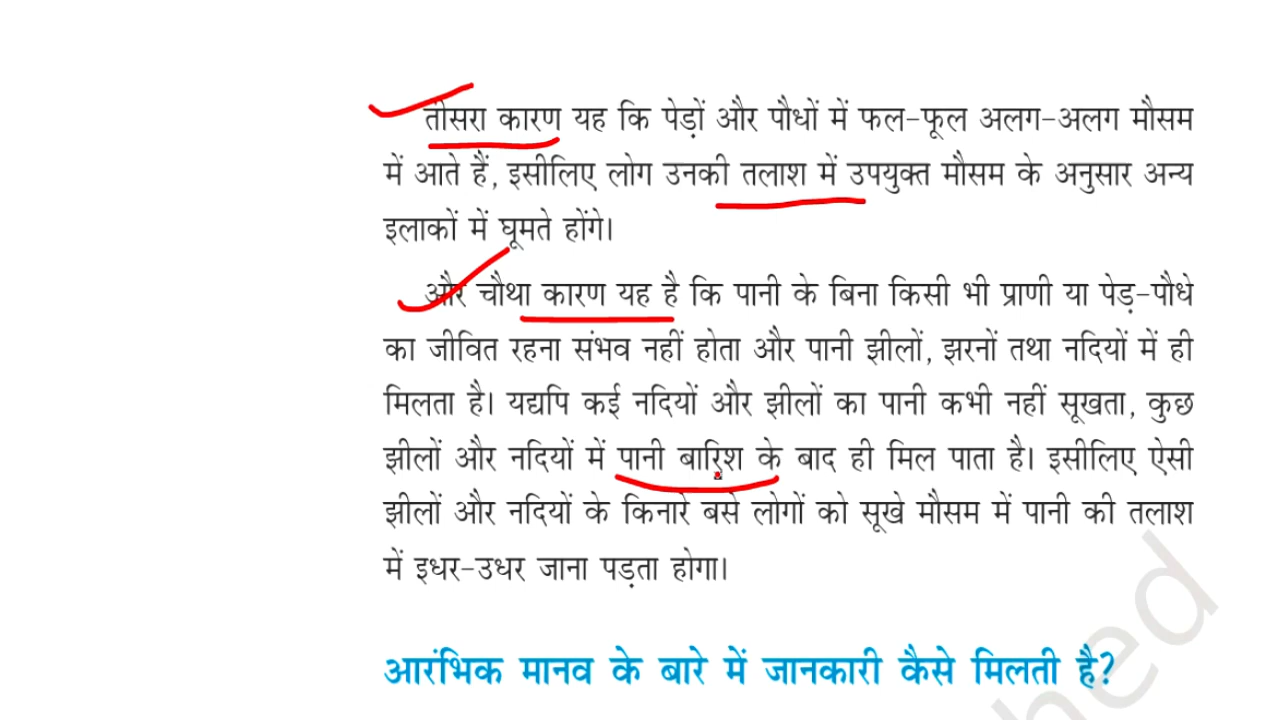 तीसरा कारण यह कि पेड़ों और पौधों में फल-फूल अलग-अलग मौसम
में आते हैं, इसीलिए लोग उनकी तलाश में उपयुक्त मौसम के अनुसार अन्य
इलाकों में घूमते होंगे।
और चौथा कारण यह है कि पानी के बिना किसी भी प्राणी या पेड़-पौधे
का जीवित रहना संभव नहीं होता और पानी झीलों, झरनों तथा नदियों में ही
मिलता है। यद्यपि कई नदियों और झीलों का पानी कभी नहीं सूखता, कुछ
झीलों और नदियों में पानी बारिश के बाद ही मिल पाता है। इसीलिए ऐसी
झीलों और नदियों के किनारे बसे लोगों को सूखे मौसम में पानी की तलाश
में इधर-उधर जाना पड़ता होगा।
आरंभिक मानव के बारे में जानकारी कैसे मिलती है?